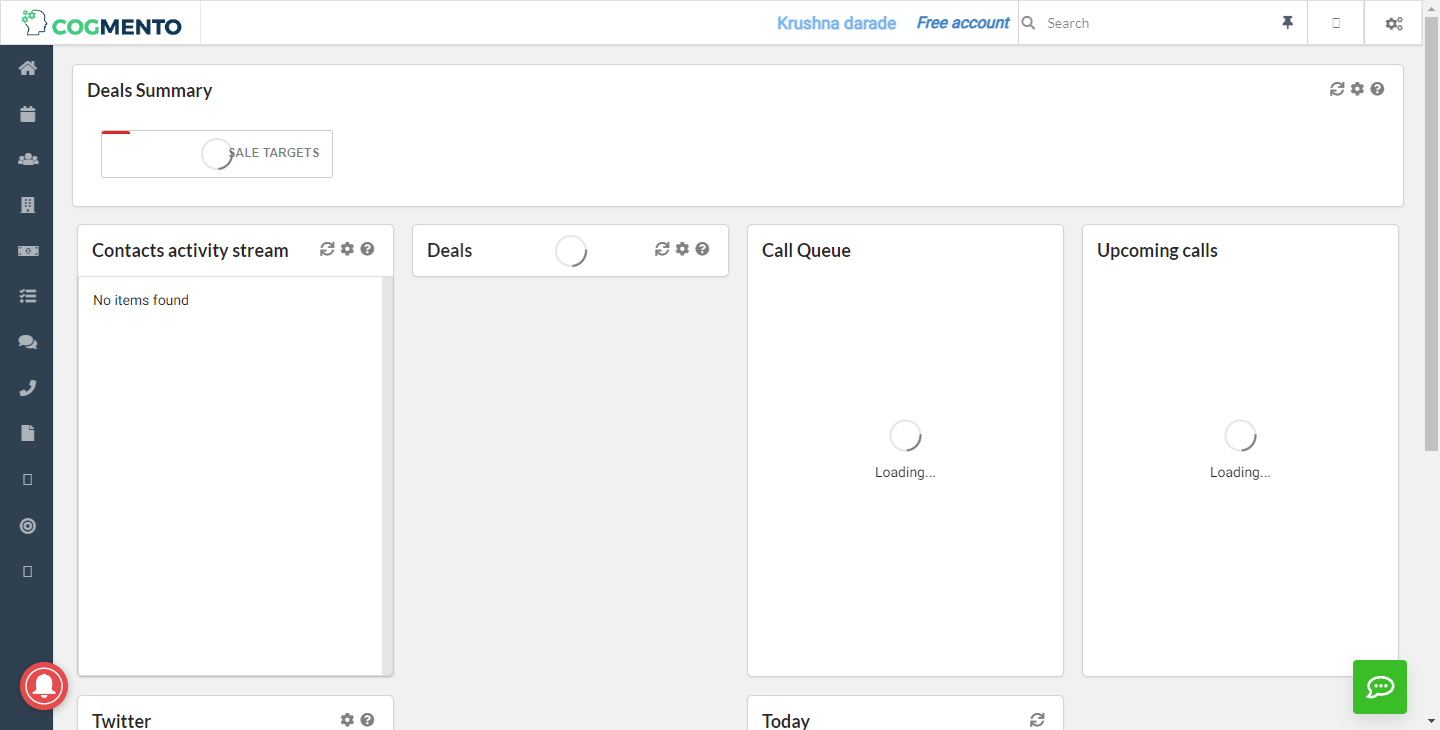 COGMENTO
Krushna darade
Free account
Search
Deals Summary
SALE TARGETS
Contacts activity stream
Deals
Call Queue
Upcoming calls
No items found
Loading...
Loading...
Twitter
Today